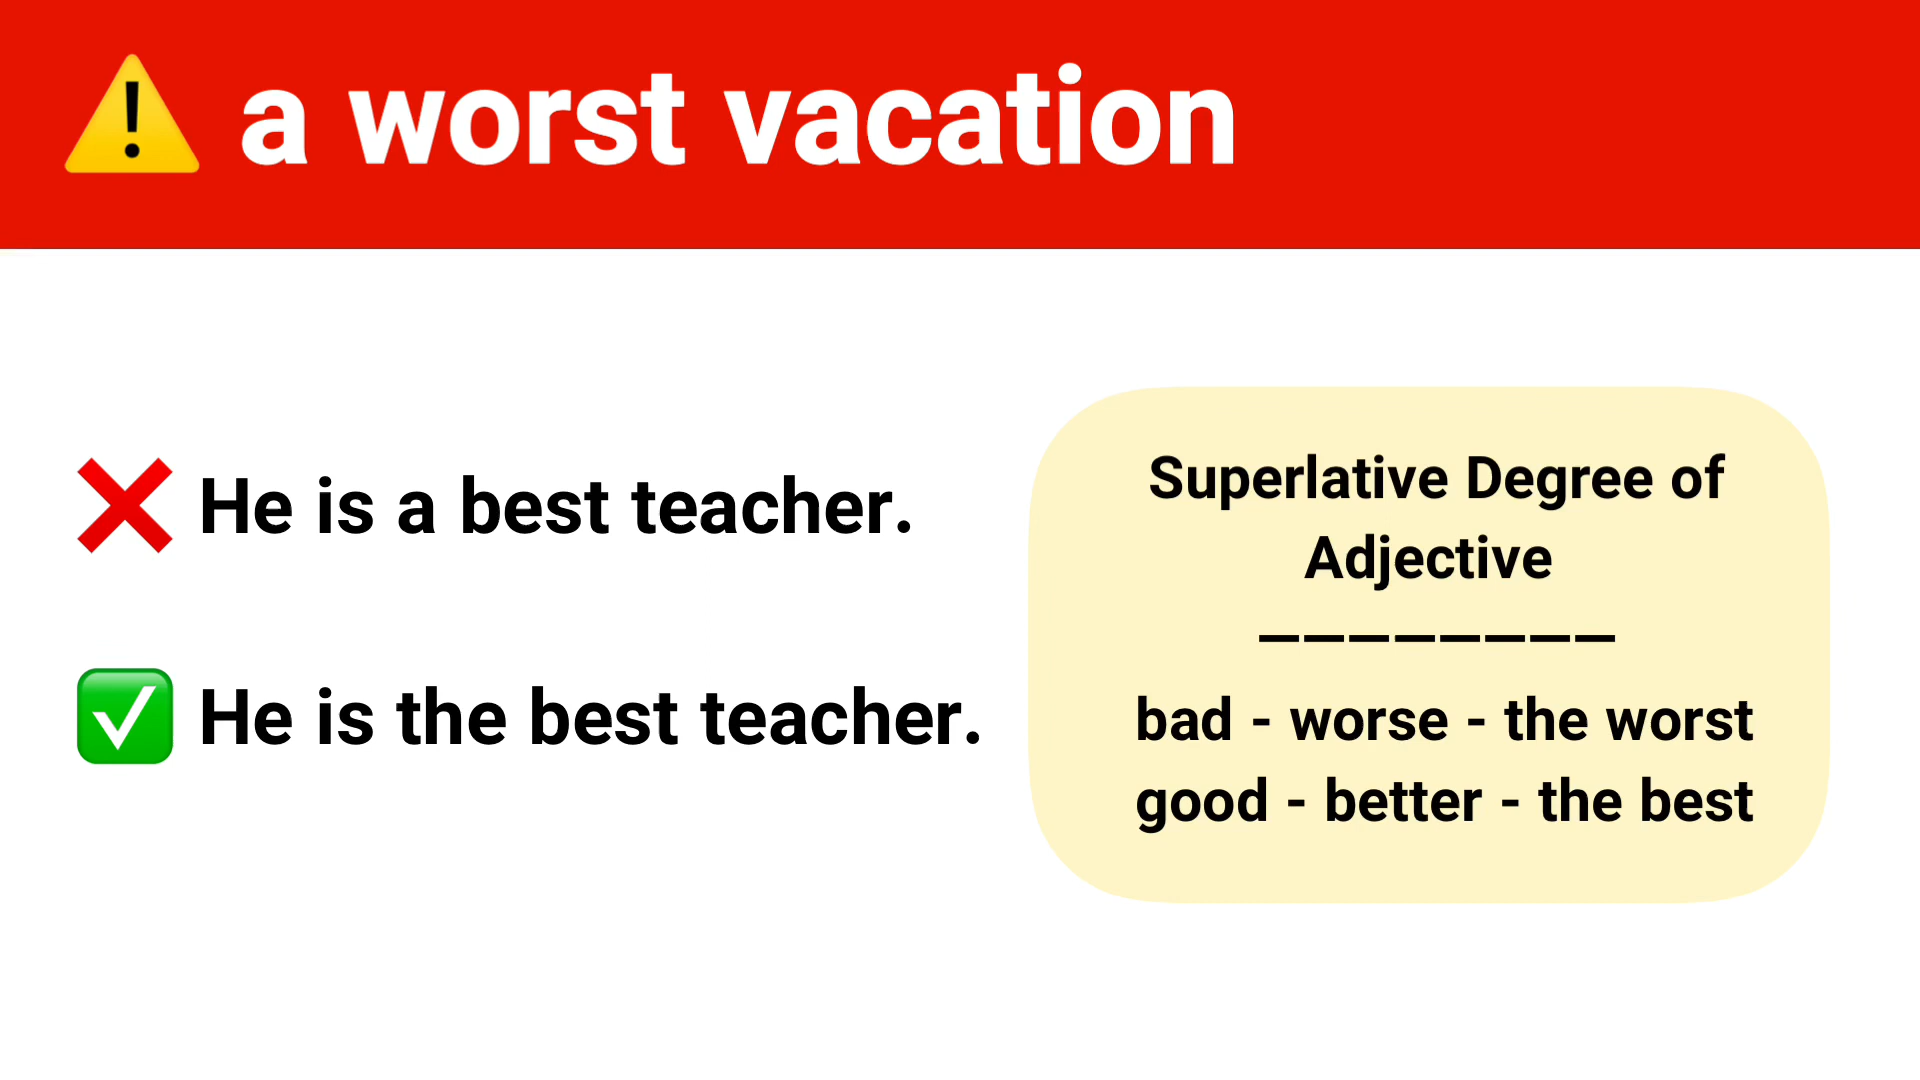 ⚠️ a worst vacation
❌ He is a best teacher.
✅ He is the best teacher.
Superlative Degree of
Adjective
————————
bad - worse - the worst
good - better - the best